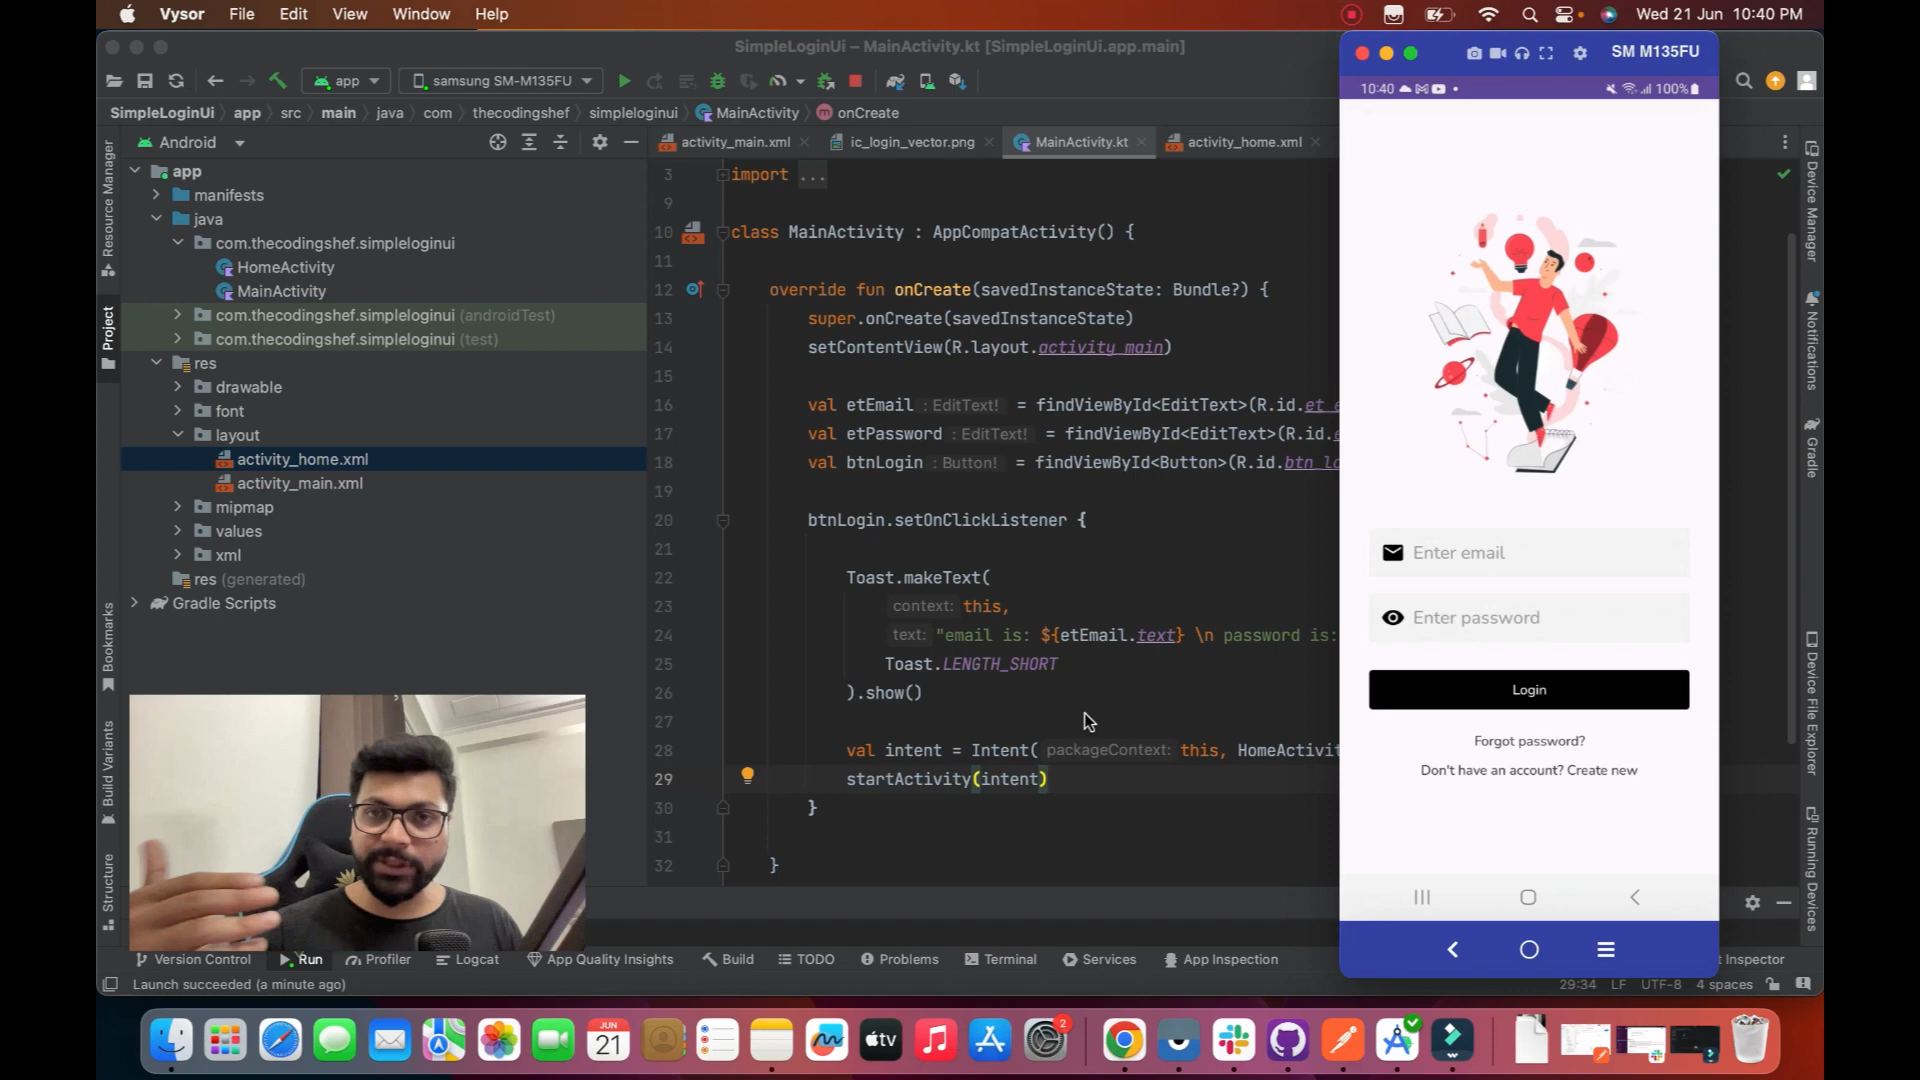 Vysor File Edit View Window Help
Wed 21 Jun 10:40 PM
SimpleLoginUi – MainActivity.kt [SimpleLoginUi.app.main]
app
samsung SM-M135FU
SimpleLoginUi app src main java com thecodingshef simpleloginui MainActivity onCreate
Resource Manager
Project
Bookmarks
Build Variants
Structure
Android
app
manifests
java
com.thecodingshef.simpleloginui
HomeActivity
MainActivity
com.thecodingshef.simpleloginui (androidTest)
com.thecodingshef.simpleloginui (test)
res
drawable
font
layout
activity_home.xml
activity_main.xml
mipmap
values
xml
res (generated)
Gradle Scripts
activity_main.xml ic_login_vector.png MainActivity.kt activity_home.xml
3 import ...
9
10 class MainActivity : AppCompatActivity() {
11
12 override fun onCreate(savedInstanceState: Bundle?) {
13 super.onCreate(savedInstanceState)
14 setContentView(R.layout.activity_main)
15
16 val etEmail : EditText! = findViewById<EditText>(R.id.et_
17 val etPassword : EditText! = findViewById<EditText>(R.id.
18 val btnLogin : Button! = findViewById<Button>(R.id.btn_
19
20 btnLogin.setOnClickListener {
21
22 Toast.makeText(
23 context: this,
24 text: "email is: ${etEmail.text} \n password is:
25 Toast.LENGTH_SHORT
26 ).show()
27
28 val intent = Intent( packageContext: this, HomeActivit
29 startActivity(intent)
30 }
31
32 }
SM M135FU
10:40
100%
Enter email
Enter password
Login
Forgot password?
Don't have an account? Create new
Device Manager
Notifications
Gradle
Device File Explorer
Running Devices
Version Control Run Profiler Logcat App Quality Insights Build TODO Problems Terminal Services App Inspection
t Inspector
Launch succeeded (a minute ago)
29:34 LF UTF-8 4 spaces
JUN
21
tv
2